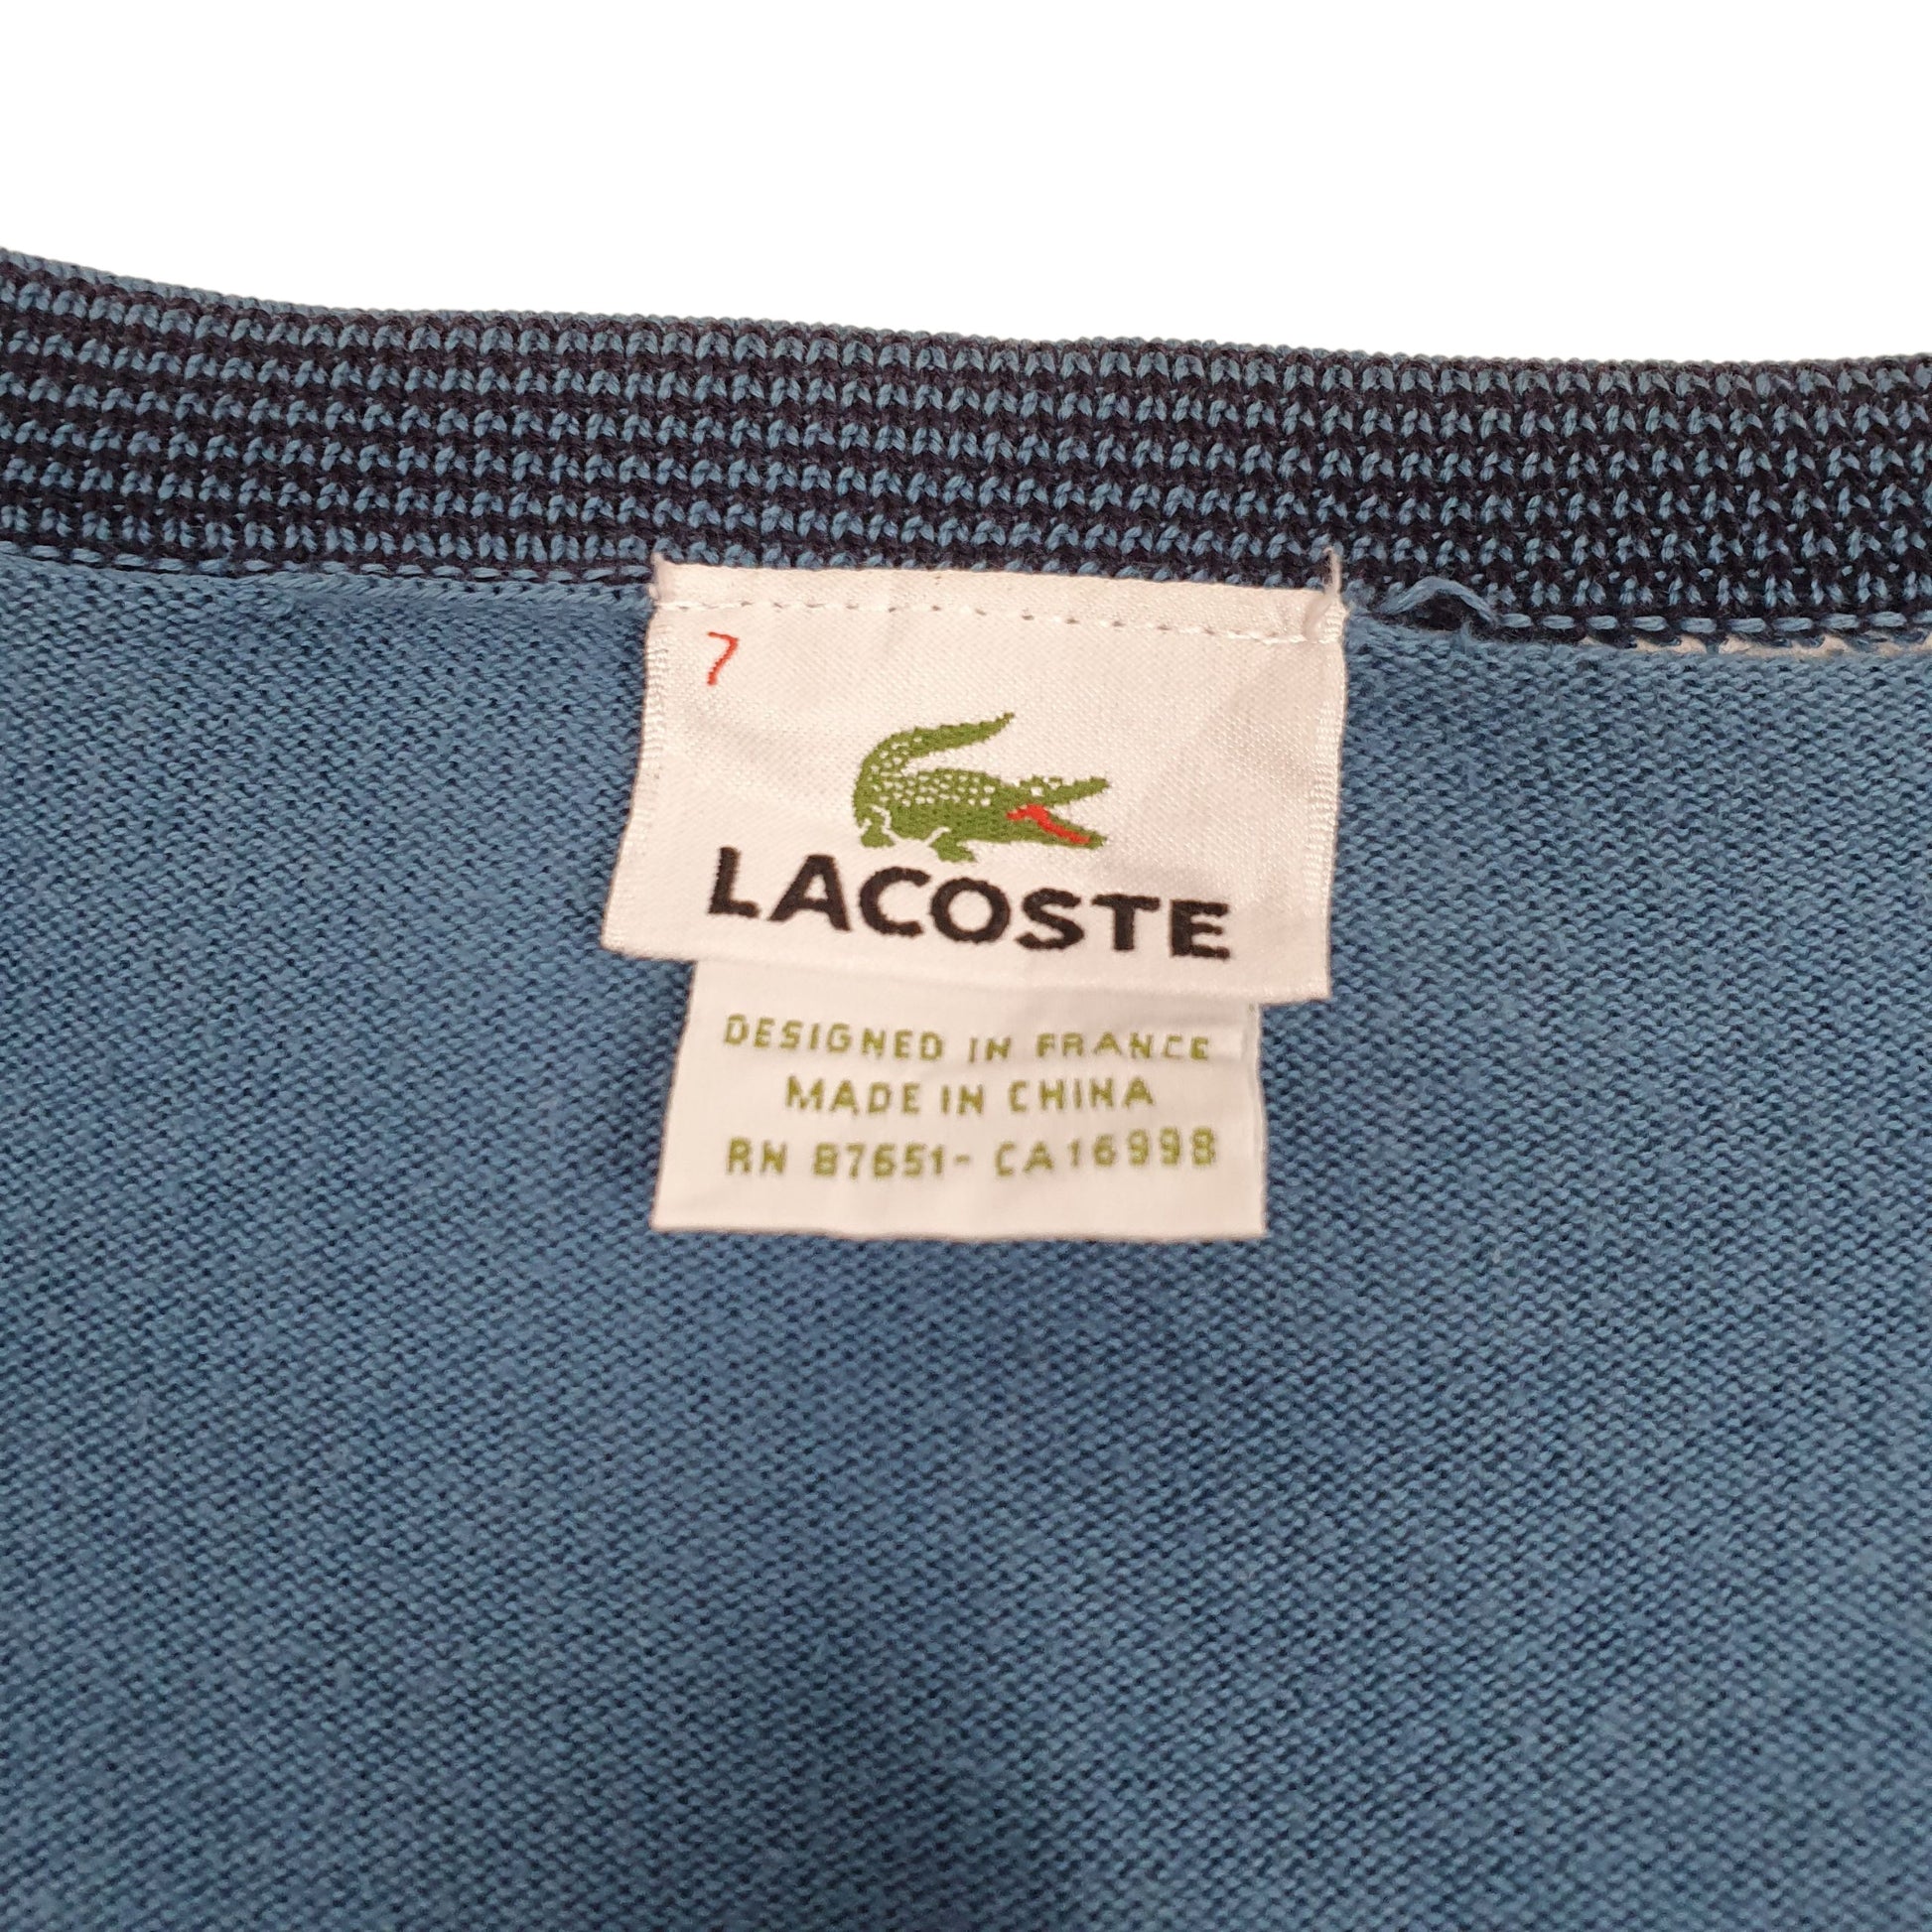 7
LACOSTE
DESIGNED IN FRANCE
MADE IN CHINA
RN 87651- CA16998